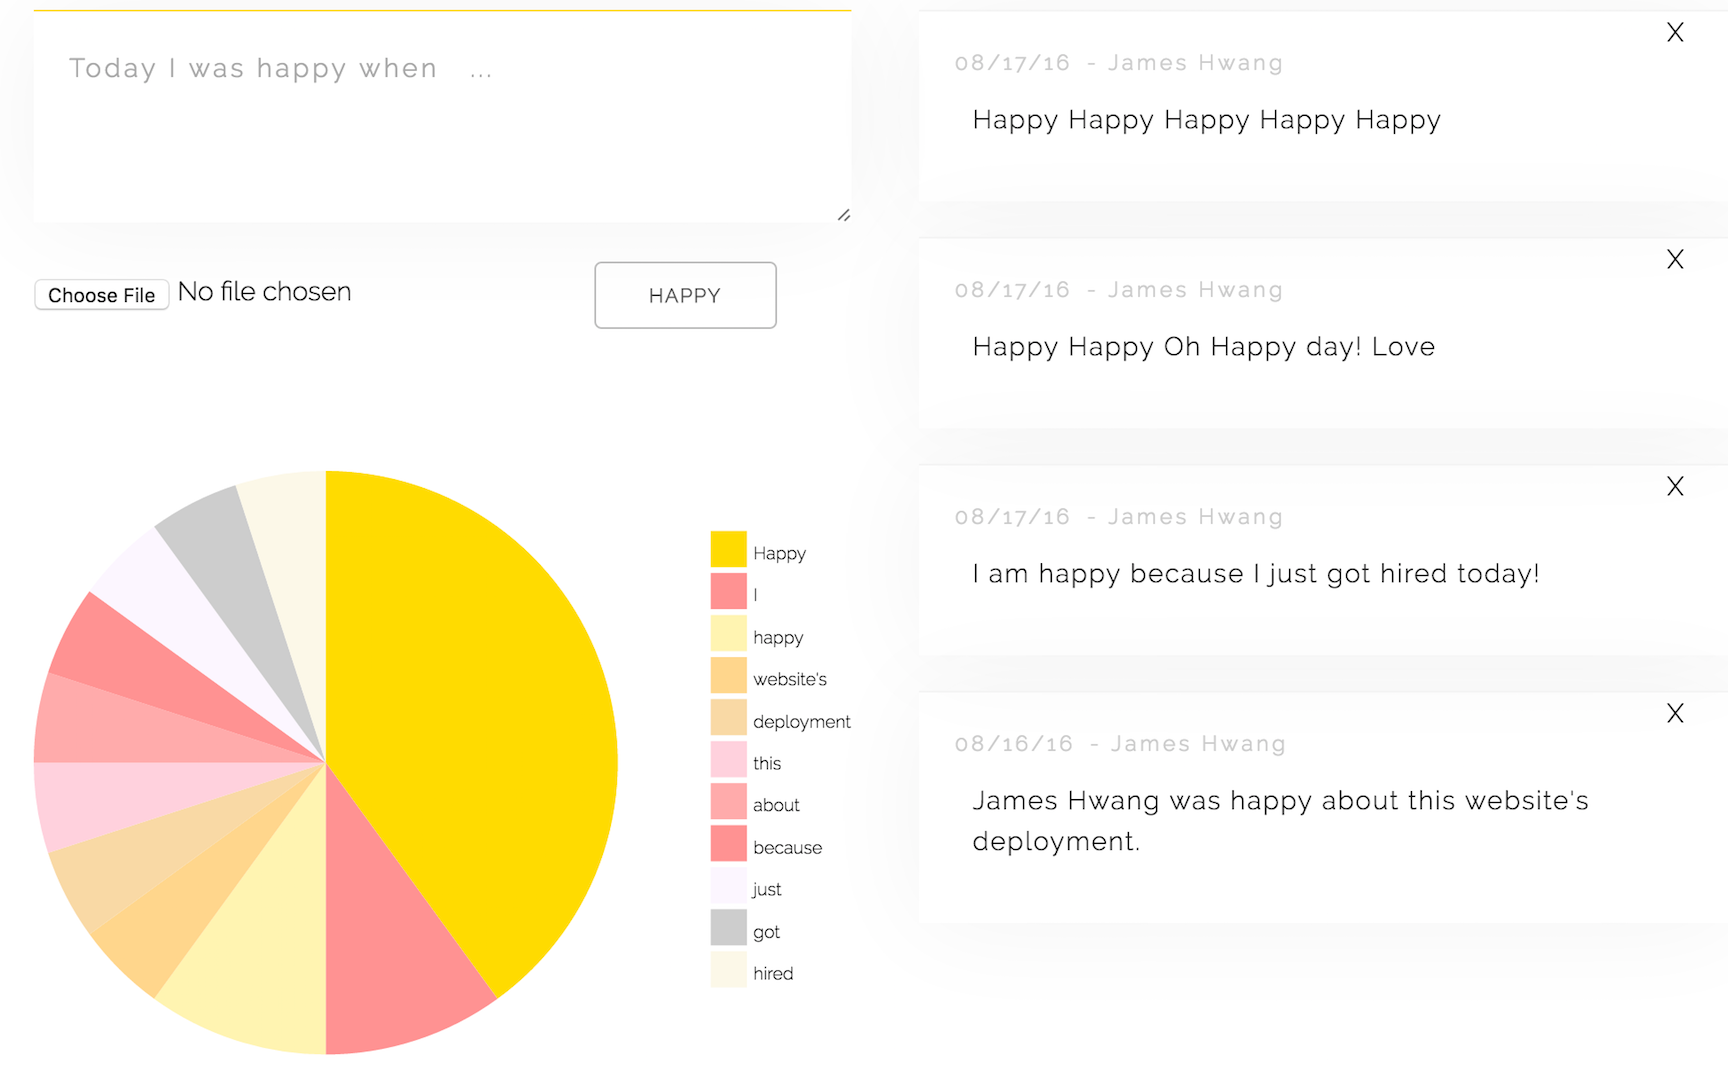 Today I was happy when ...
Choose File No file chosen
HAPPY
Happy
I
happy
website's
deployment
this
about
because
just
got
hired
X
08/17/16 - James Hwang
Happy Happy Happy Happy Happy
X
08/17/16 - James Hwang
Happy Happy Oh Happy day! Love
X
08/17/16 - James Hwang
I am happy because I just got hired today!
X
08/16/16 - James Hwang
James Hwang was happy about this website's
deployment.